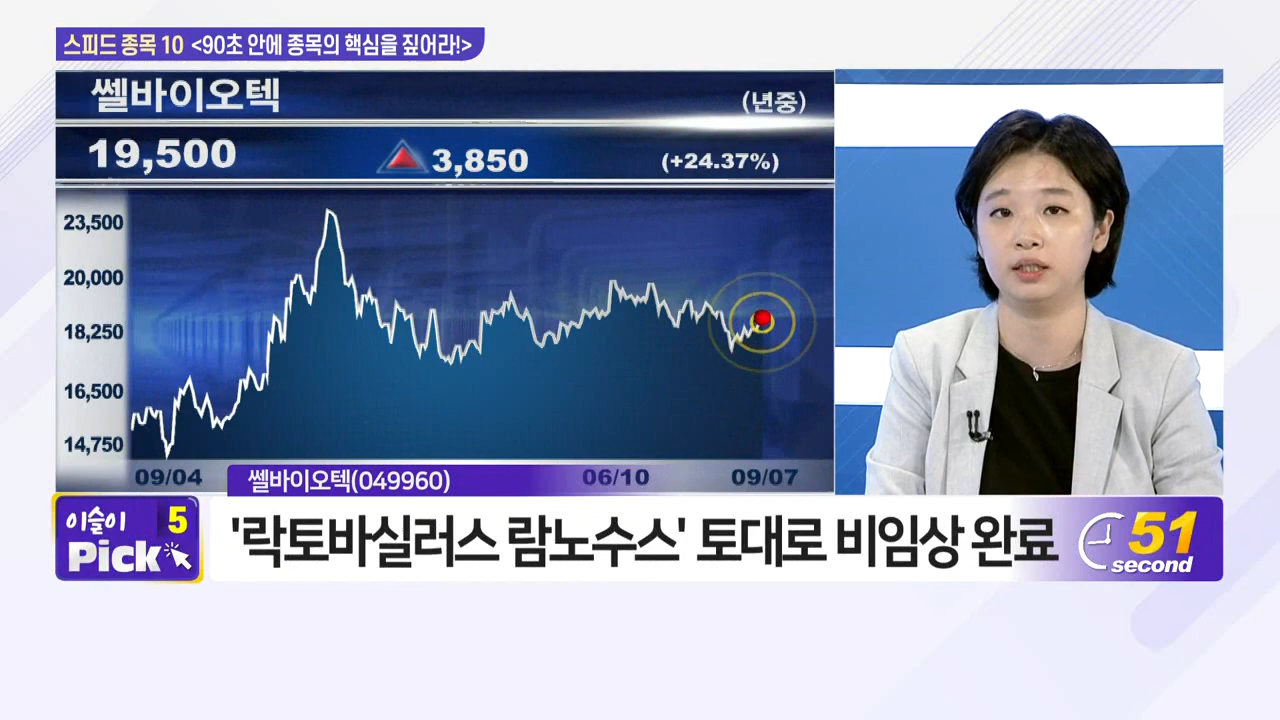 스피드 종목 10 <90초 안에 종목의 핵심을 짚어라!>
쎌바이오텍 (년중)
19,500 3,850 (+24.37%)
23,500
20,000
18,250
16,500
14,750
09/04 06/10 09/07
쎌바이오텍(049960)
이슬이 5
Pick
'락토바실러스 람노수스' 토대로 비임상 완료
51
second